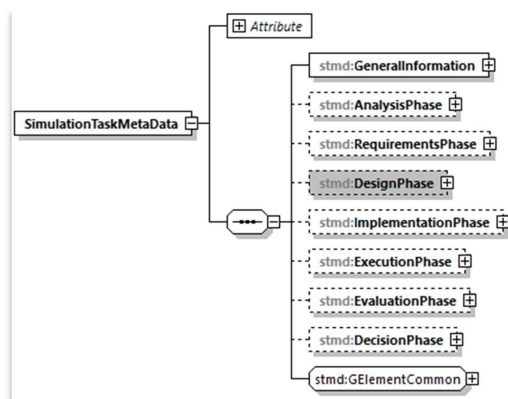 Attribute
stmd:GeneralInformation
stmd:AnalysisPhase
SimulationTaskMetaData
stmd:RequirementsPhase
stmd:DesignPhase
stmd:ImplementationPhase
stmd:ExecutionPhase
stmd:EvaluationPhase
stmd:DecisionPhase
stmd:GElementCommon